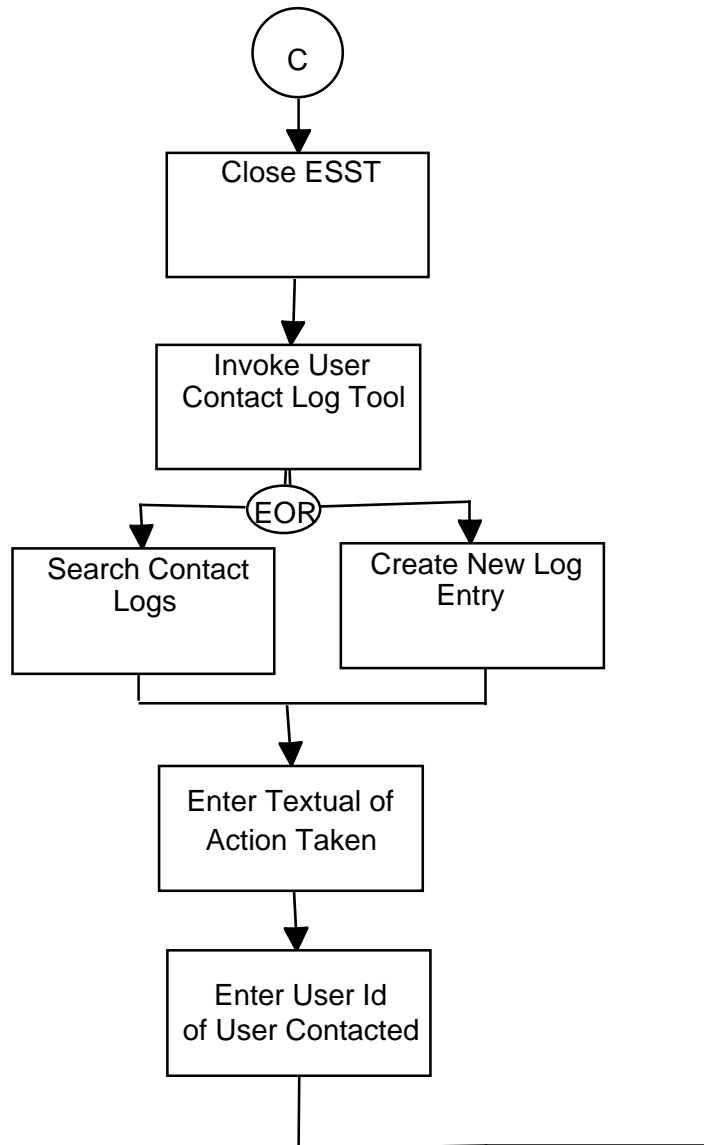 C
Close ESST
Invoke User
Contact Log Tool
EOR
Search Contact
Logs
Create New Log
Entry
Enter Textual of
Action Taken
Enter User Id
of User Contacted